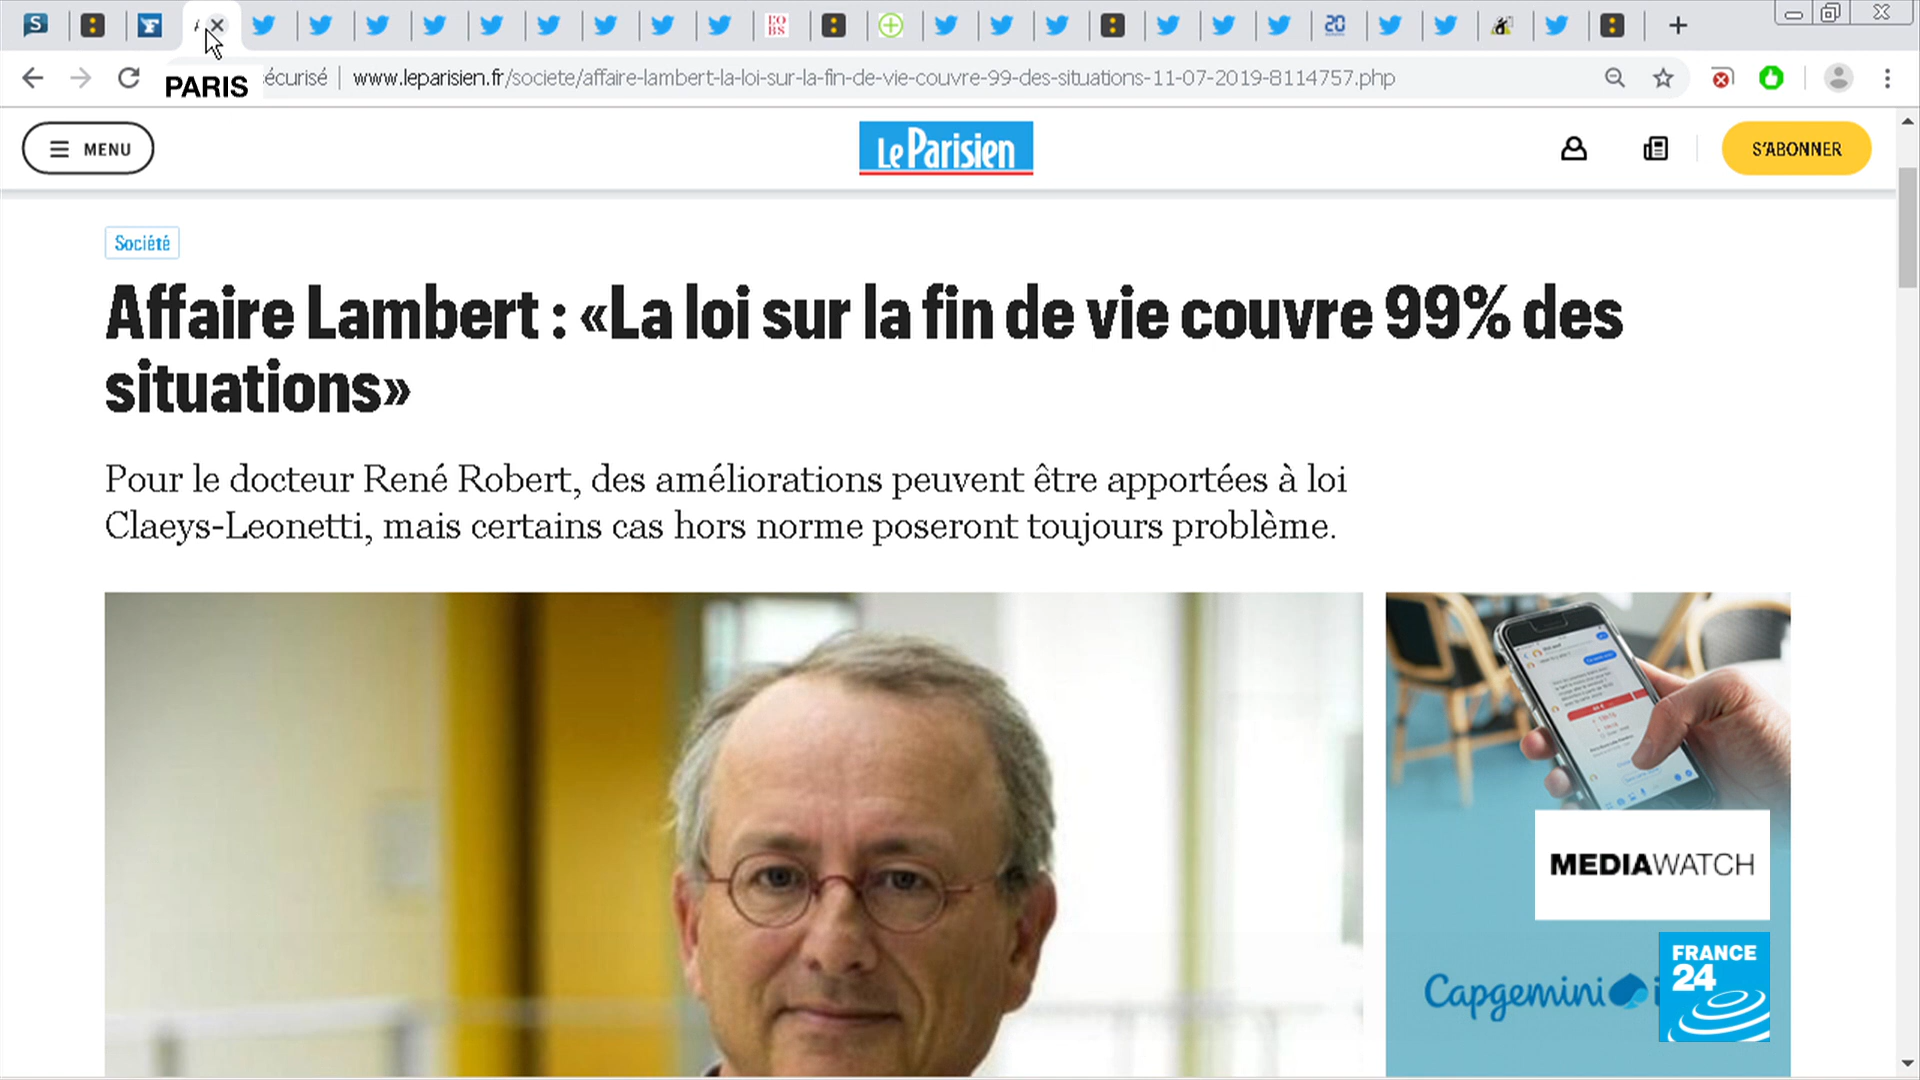 S
EO
BS
20
PARIS
écurisé | www.leparisien.fr/societe/affaire-lambert-la-loi-sur-la-fin-de-vie-couvre-99-des-situations-11-07-2019-8114757.php
MENU
Le Parisien
S'ABONNER
Société
Affaire Lambert : «La loi sur la fin de vie couvre 99% des
situations»
Pour le docteur René Robert, des améliorations peuvent être apportées à loi
Claeys-Leonetti, mais certains cas hors norme poseront toujours problème.
MEDIAWATCH
Capgemini
FRANCE
24